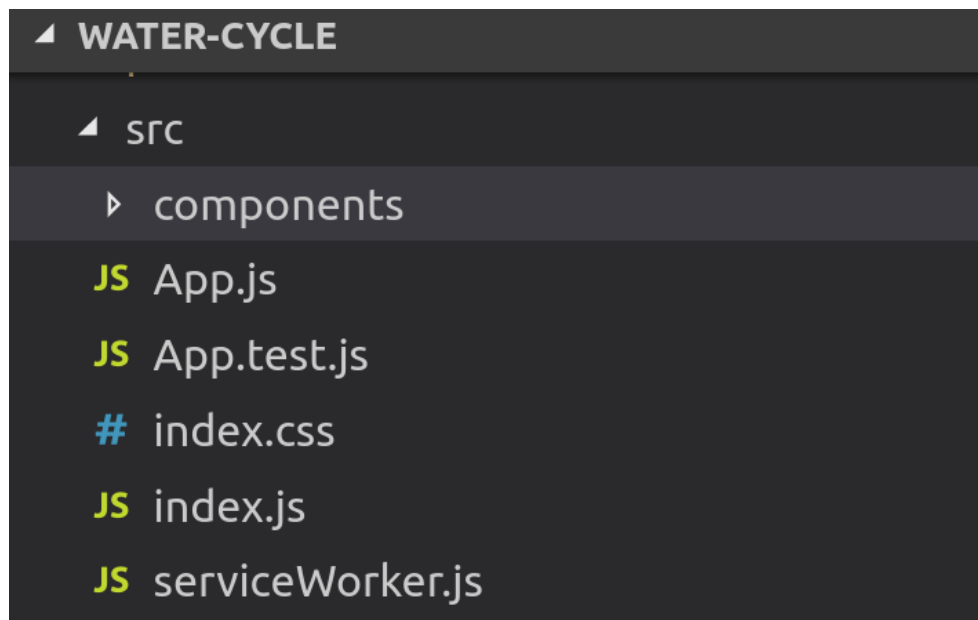 WATER-CYCLE
src
components
JS App.js
JS App.test.js
# index.css
JS index.js
JS serviceWorker.js